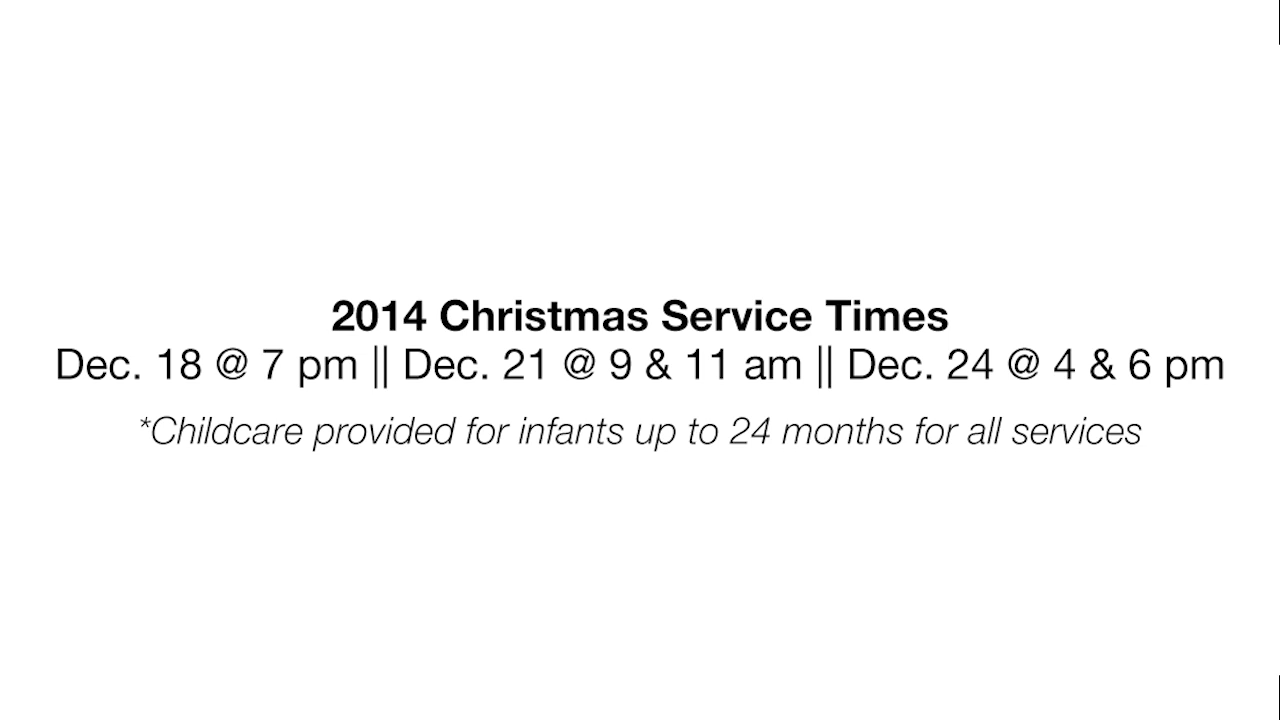 2014 Christmas Service Times
Dec. 18 @ 7 pm || Dec. 21 @ 9 & 11 am || Dec. 24 @ 4 & 6 pm
*Childcare provided for infants up to 24 months for all services